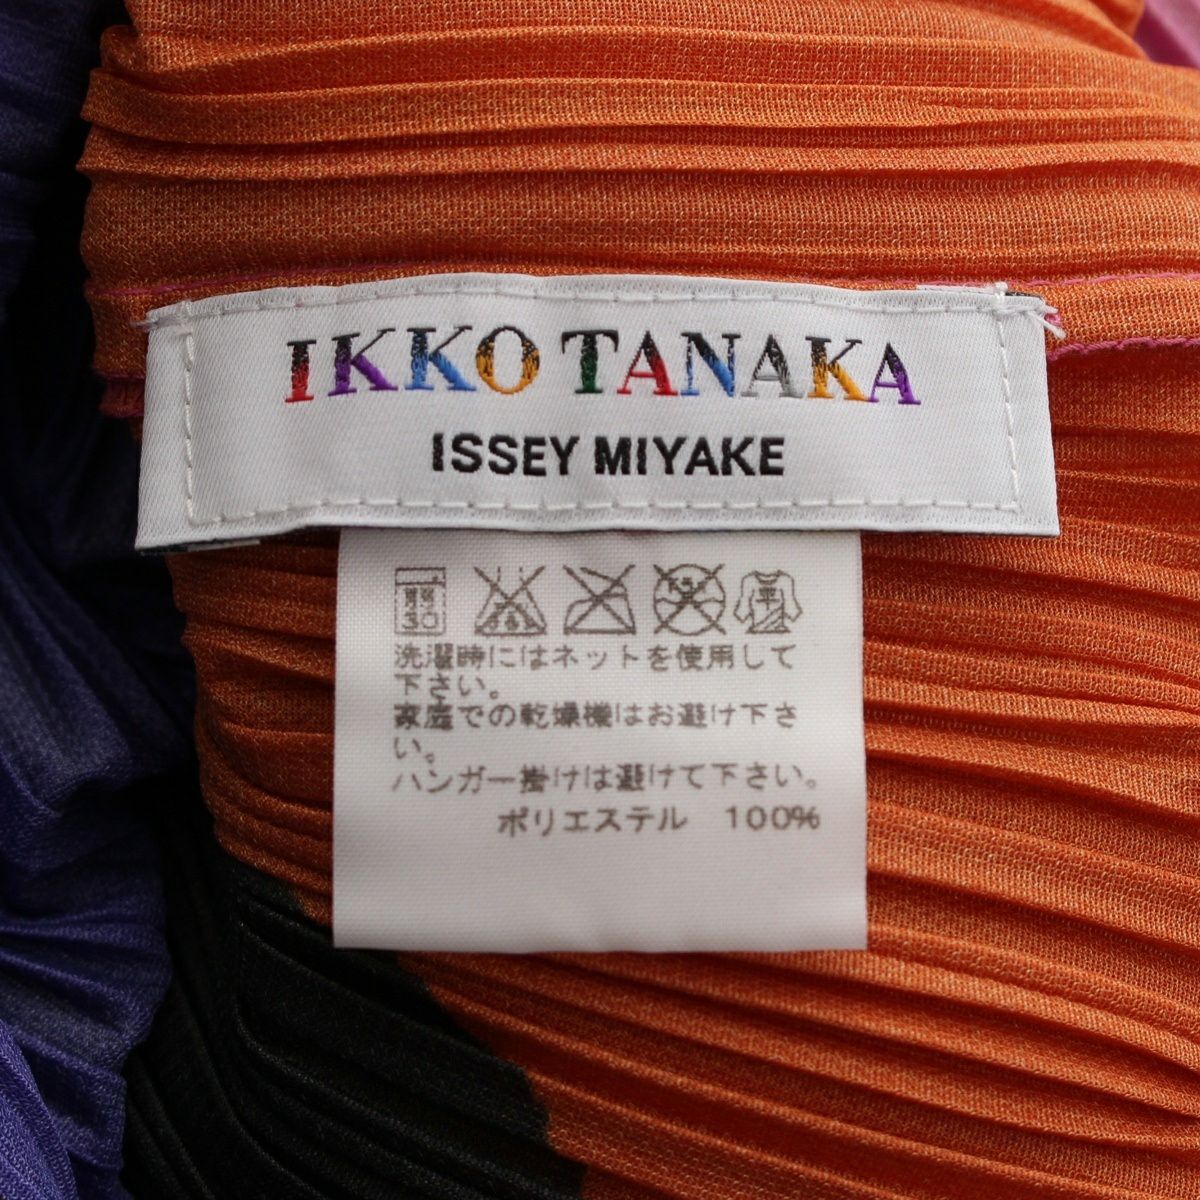 IKKO TANAKA
ISSEY MIYAKE
弱
30
平
洗濯時にはネットを使用して
下さい。
家庭での乾燥機はお避け下さ
い。
ハンガー掛けは避けて下さい。
ポリエステル 100%